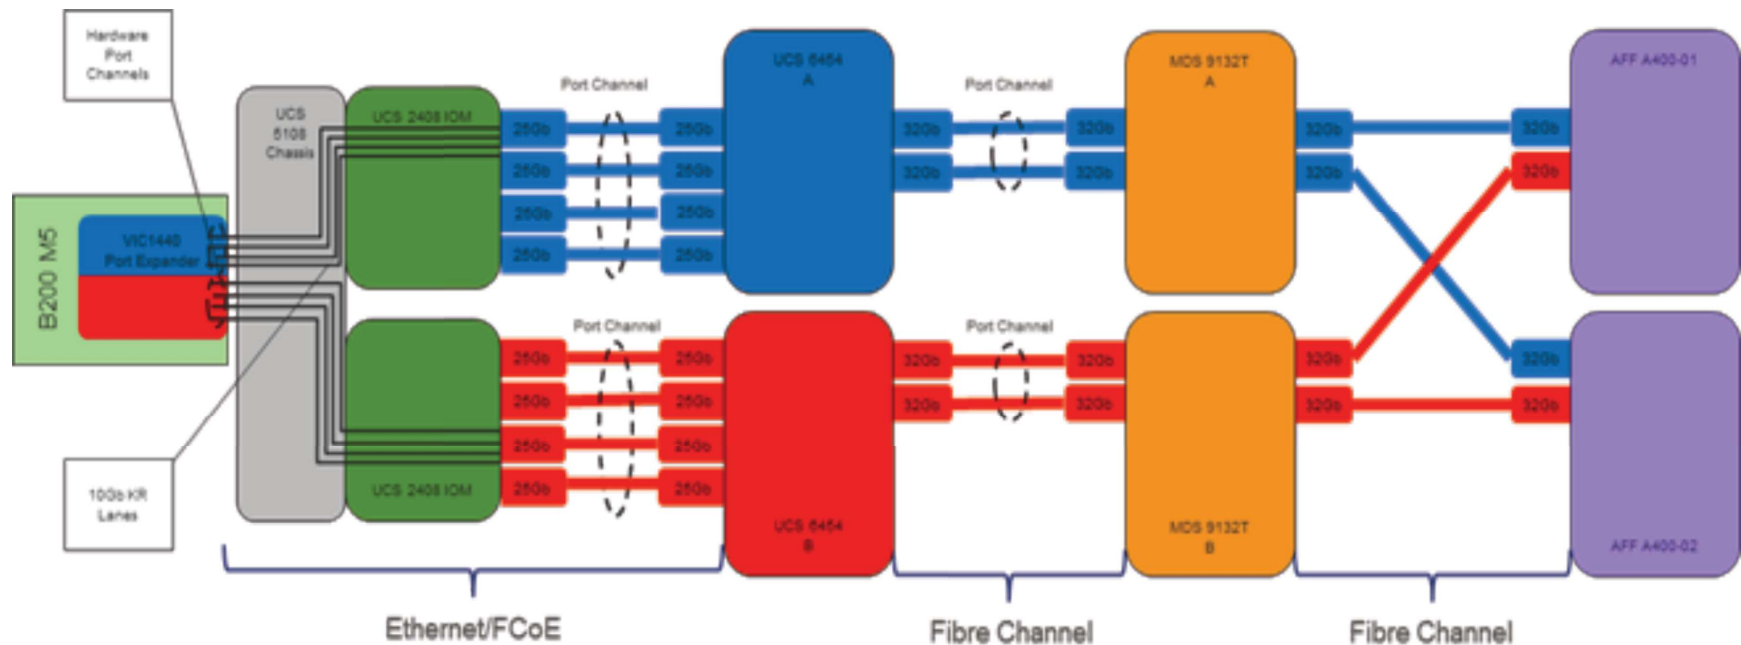 Hardware
Port
Channels
B200 M5
VIC1440
Port Expander
10Gb KR
Lanes
UCS
5108
Chassis
UCS 2408 IOM
25Gb
25Gb
25Gb
25Gb
Port Channel
25Gb
25Gb
25Gb
25Gb
UCS 6454
A
32Gb
32Gb
Port Channel
32Gb
32Gb
MDS 9132T
A
32Gb
32Gb
32Gb
32Gb
AFF A400-01
UCS 2408 IOM
25Gb
25Gb
25Gb
25Gb
Port Channel
25Gb
25Gb
25Gb
25Gb
UCS 6454
B
32Gb
32Gb
Port Channel
32Gb
32Gb
MDS 9132T
B
32Gb
32Gb
32Gb
32Gb
AFF A400-02
Ethernet/FCoE
Fibre Channel
Fibre Channel